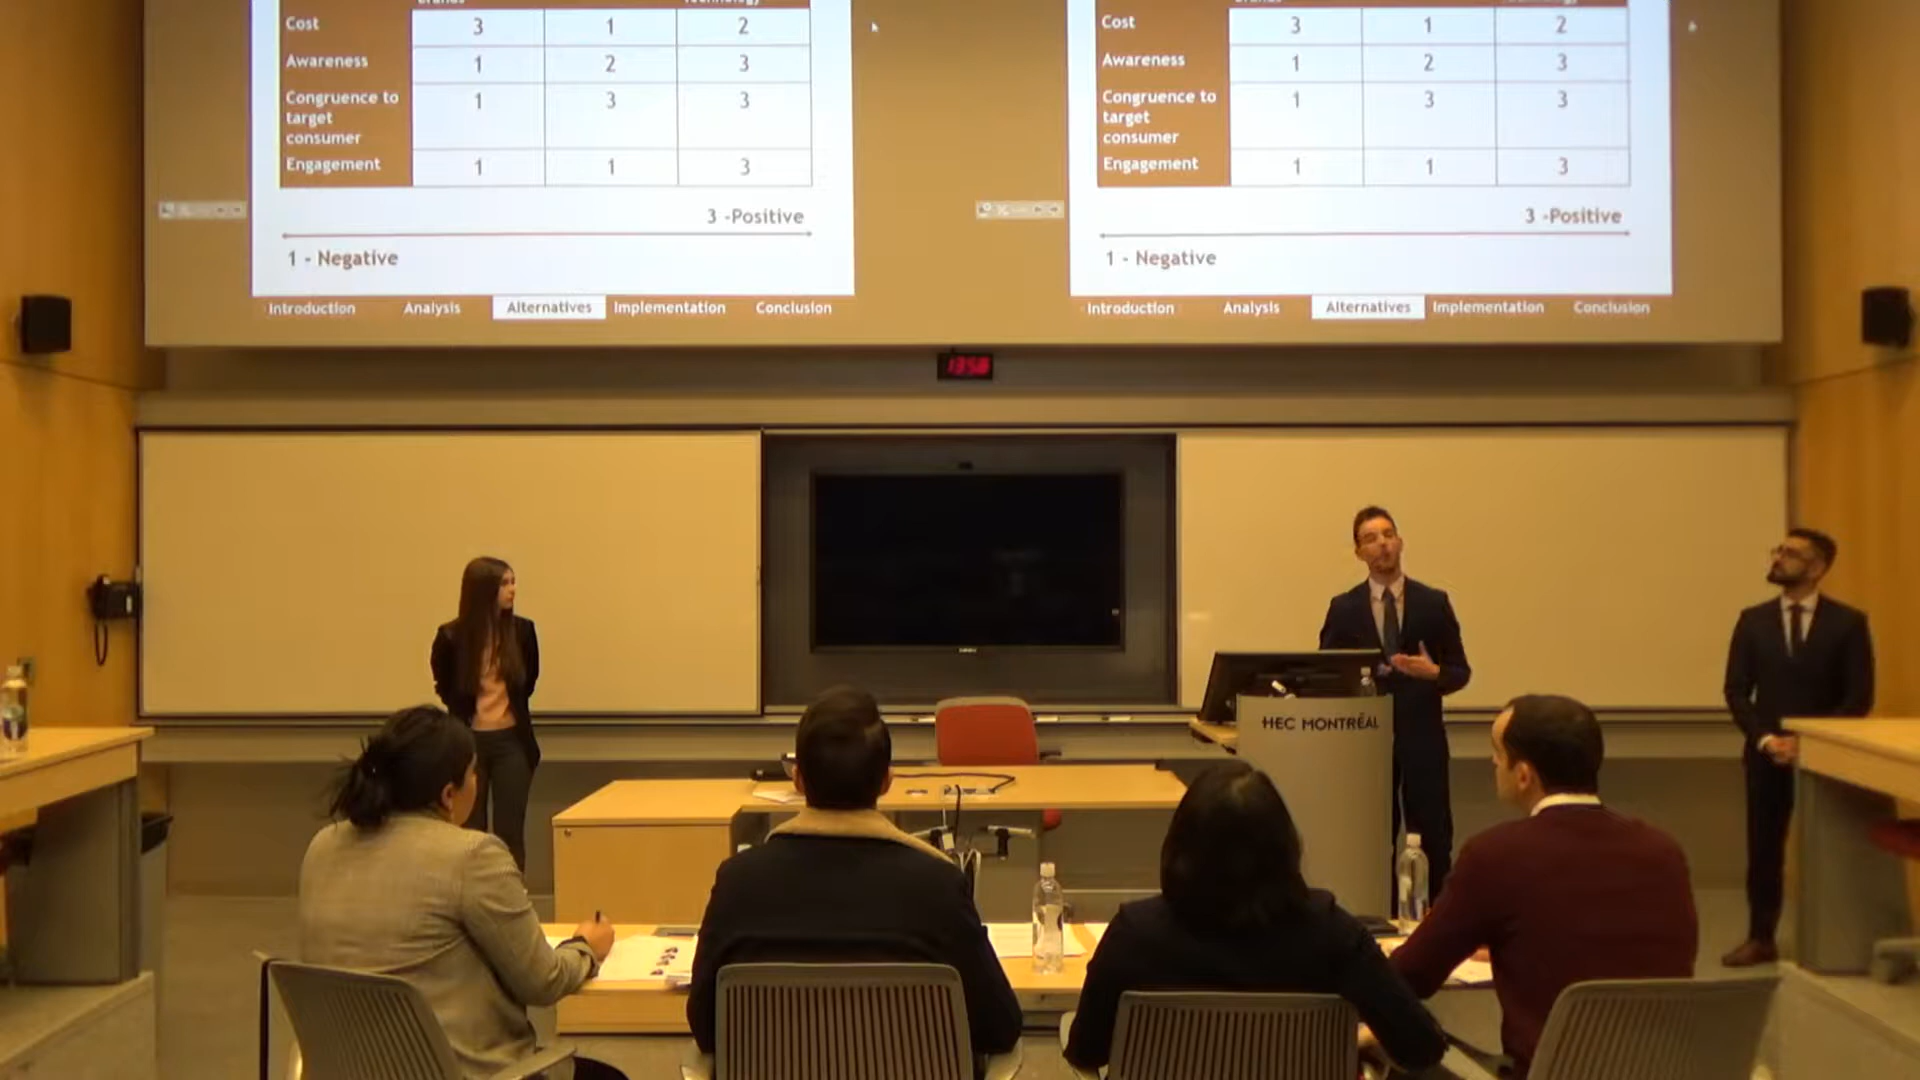 Cost 3 1 2
Awareness 1 2 3
Congruence to target consumer 1 3 3
Engagement 1 1 3
3 -Positive
1 - Negative
Introduction Analysis Alternatives Implementation Conclusion
Cost 3 1 2
Awareness 1 2 3
Congruence to target consumer 1 3 3
Engagement 1 1 3
3 -Positive
1 - Negative
Introduction Analysis Alternatives Implementation Conclusion
13:58
HEC MONTRÉAL